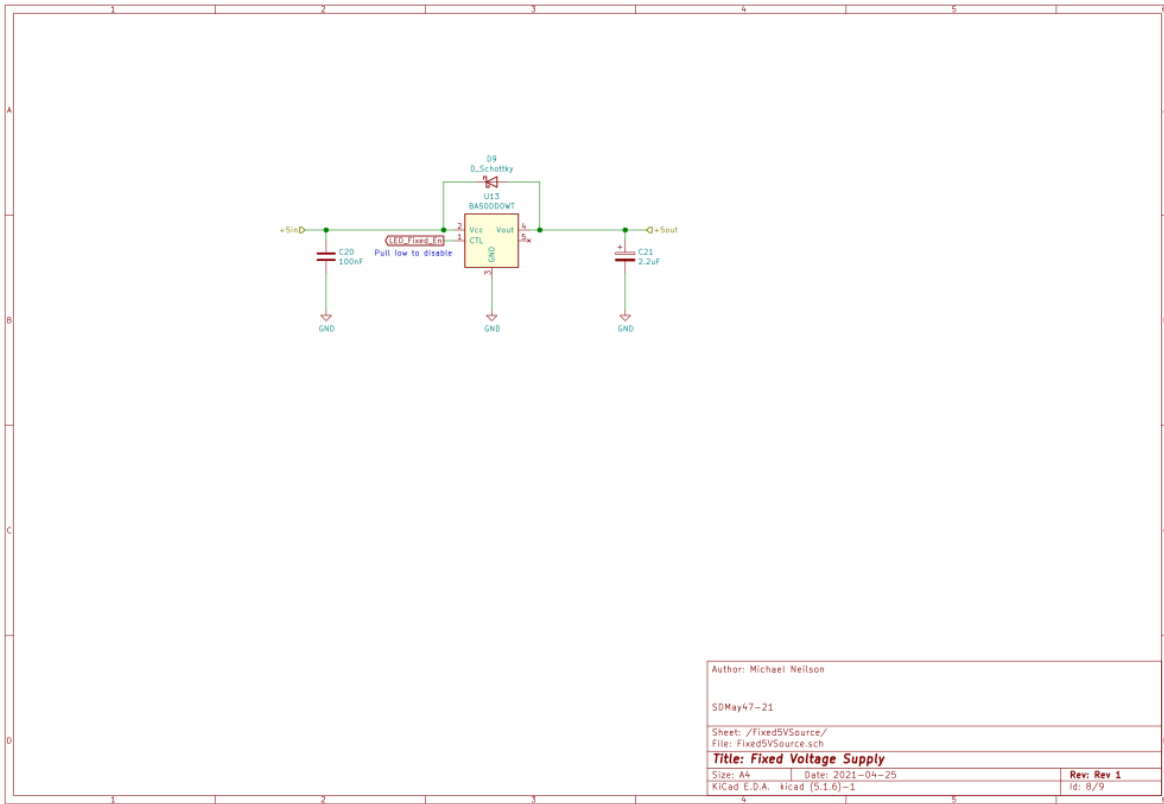 1 2 3 4 5
A
B
C
D
D9
D_Schottky
U13
BA50DD0WT
+5in
2 Vcc Vout 4
LED_Fixed_En 1 CTL 5
GND
3
Pull low to disable
C20
100nF
+5out
+
C21
2.2uF
GND
GND
GND
Author: Michael Neilson
SDMay47-21
Sheet: /Fixed5VSource/
File: Fixed5VSource.sch
Title: Fixed Voltage Supply
Size: A4 Date: 2021-04-25 Rev: Rev 1
KiCad E.D.A. kicad (5.1.6)-1 Id: 8/9
1 2 3 4 5